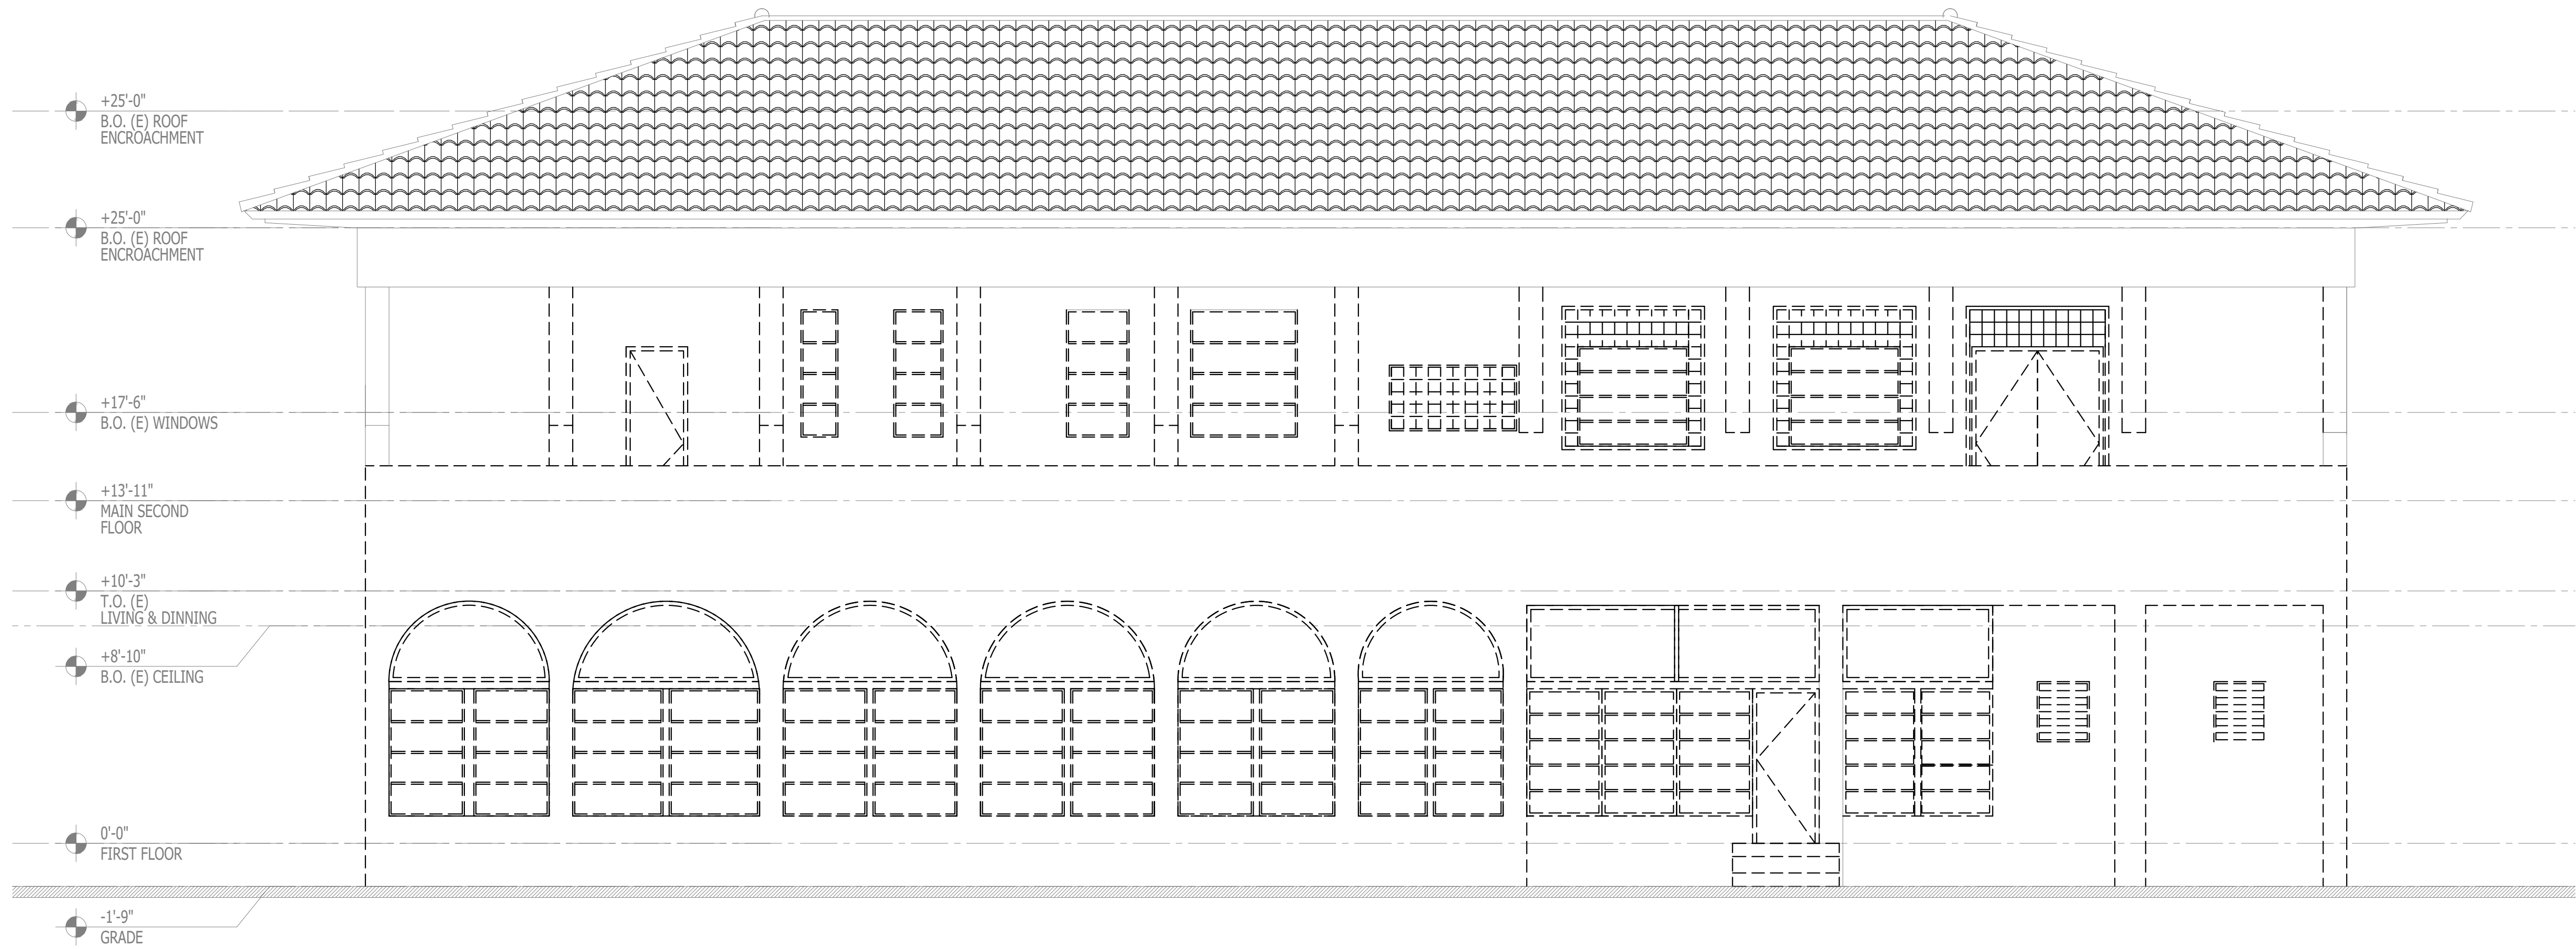 +25'-0"
B.O. (E) ROOF
ENCROACHMENT
+25'-0"
B.O. (E) ROOF
ENCROACHMENT
+17'-6"
B.O. (E) WINDOWS
+13'-11"
MAIN SECOND
FLOOR
+10'-3"
T.O. (E)
LIVING & DINNING
+8'-10"
B.O. (E) CEILING
0'-0"
FIRST FLOOR
-1'-9"
GRADE